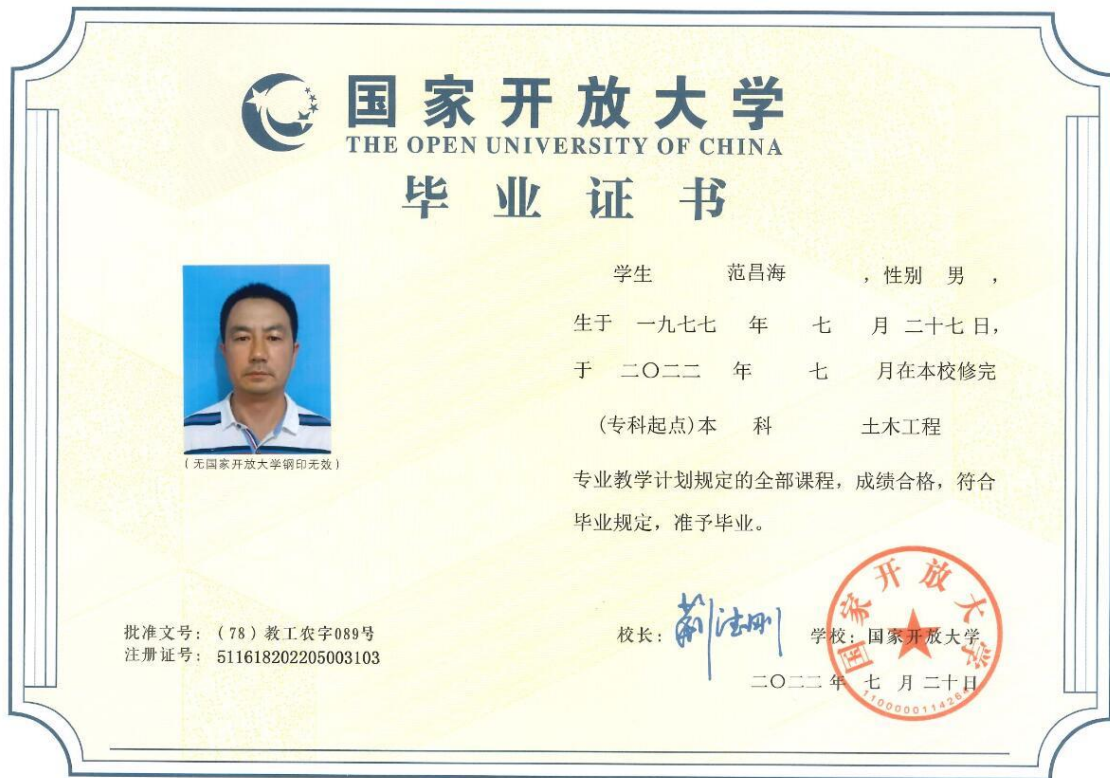 国家开放大学
THE OPEN UNIVERSITY OF CHINA
毕业证书
学生 范昌海 ，性别 男 ，
生于 一九七七 年 七 月 二十七 日，
于 二〇二二 年 七 月在本校修完
(专科起点)本 科 土木工程
专业教学计划规定的全部课程，成绩合格，符合
毕业规定，准予毕业。
(无国家开放大学钢印无效)
批准文号：(78)教工农字089号
注册证号：511618202205003103
校长：荆德刚
学校：国家开放大学
二〇二二年 七 月 二十日
国家开放大学